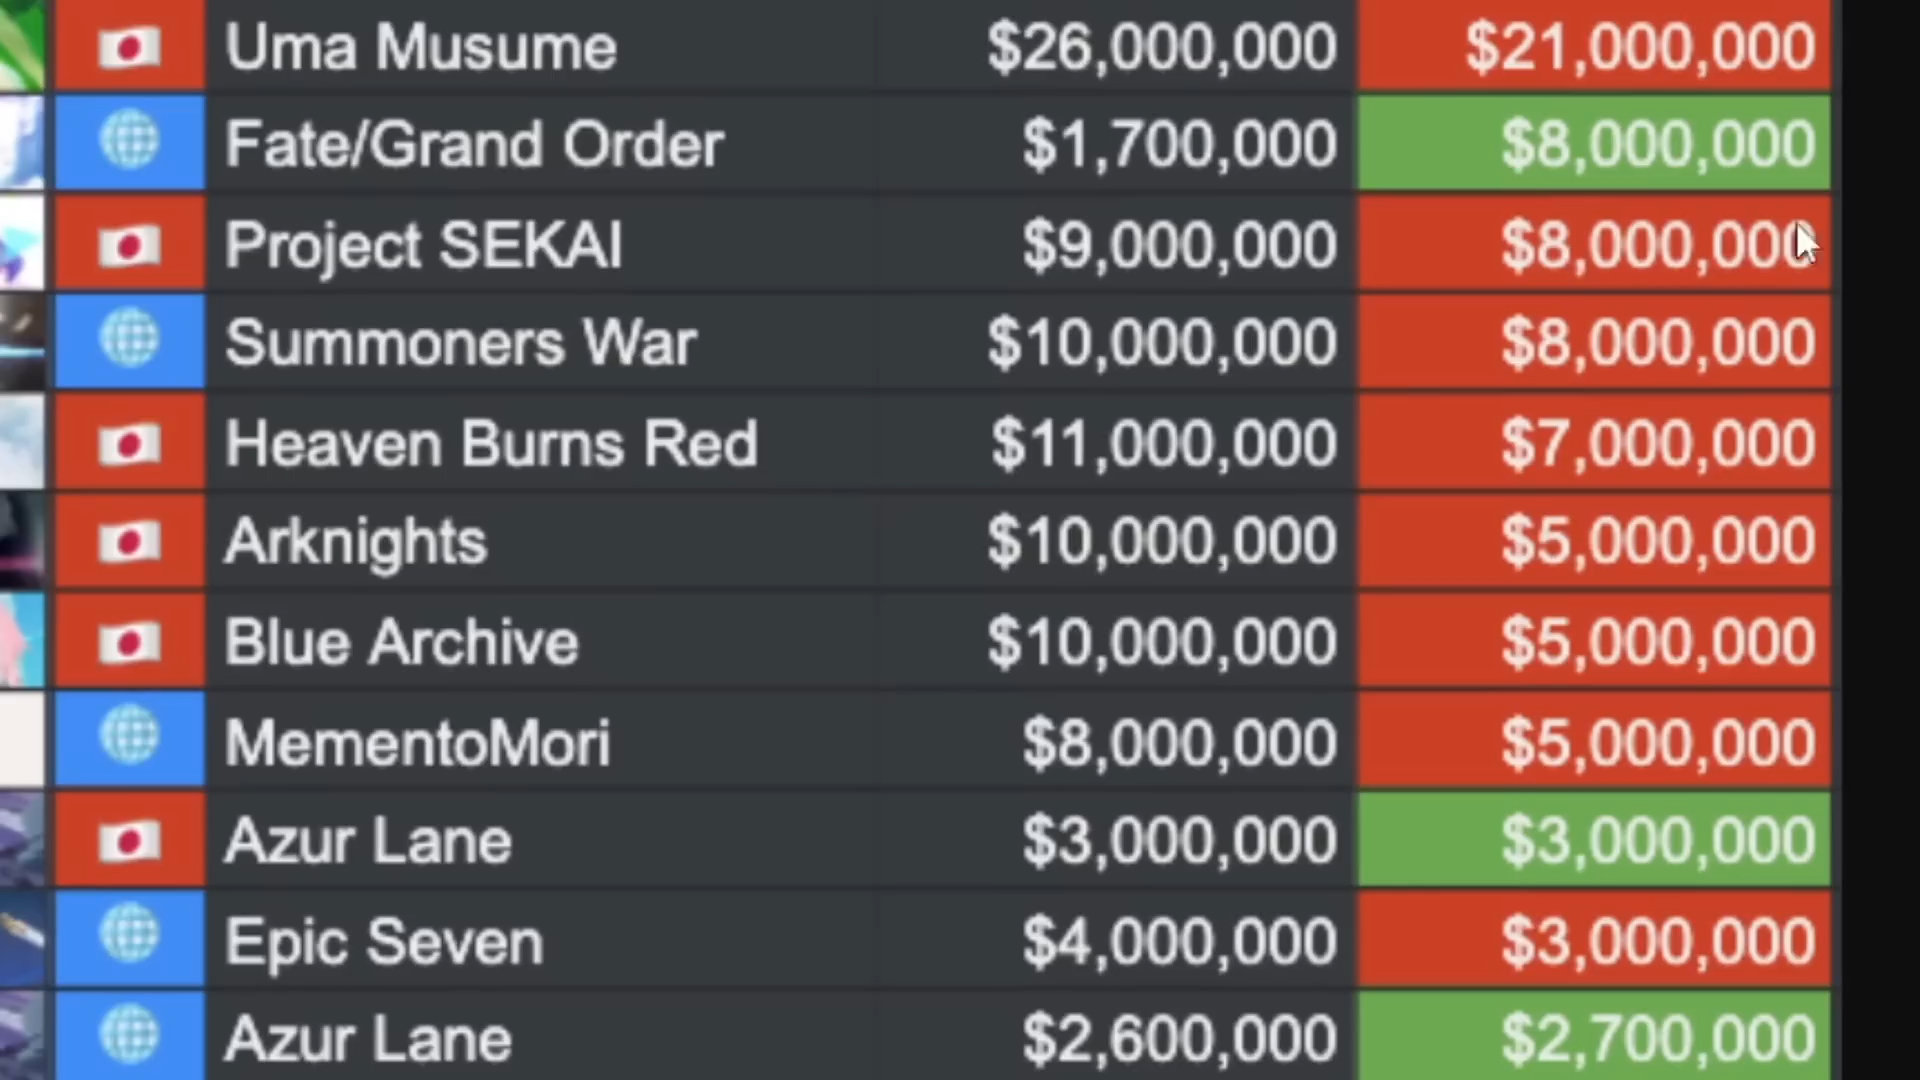 Uma Musume $26,000,000 $21,000,000
Fate/Grand Order $1,700,000 $8,000,000
Project SEKAI $9,000,000 $8,000,000
Summoners War $10,000,000 $8,000,000
Heaven Burns Red $11,000,000 $7,000,000
Arknights $10,000,000 $5,000,000
Blue Archive $10,000,000 $5,000,000
MementoMori $8,000,000 $5,000,000
Azur Lane $3,000,000 $3,000,000
Epic Seven $4,000,000 $3,000,000
Azur Lane $2,600,000 $2,700,000